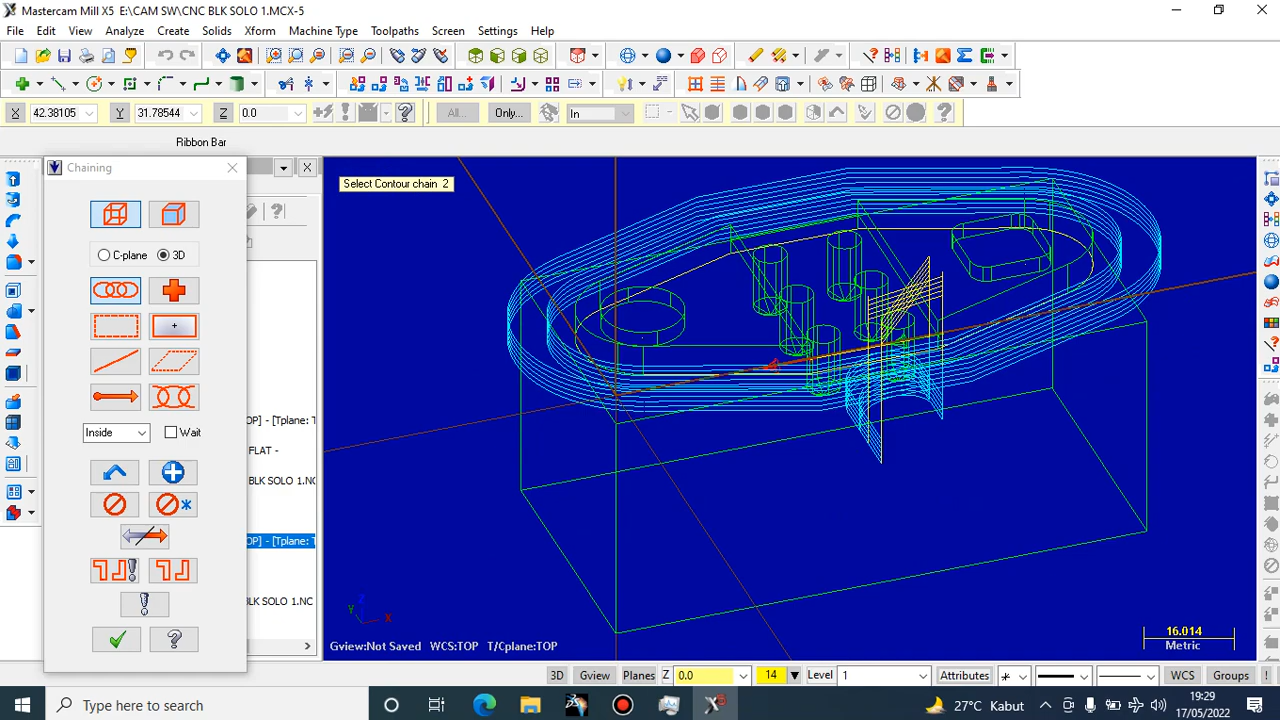 Mastercam Mill X5 E:\CAM SW\CNC BLK SOLO 1.MCX-5
File Edit View Analyze Create Solids Xform Machine Type Toolpaths Screen Settings Help
X 42.38105 Y 31.78544 Z 0.0 All... Only... In
Ribbon Bar
Chaining
Select Contour chain 2
C-plane 3D
OP] - [Tplane: T
Inside Wait
FLAT -
BLK SOLO 1.NC
OP] - [Tplane: T
BLK SOLO 1.NC
Z
Y
X
16.014
Metric
Gview:Not Saved WCS:TOP T/Cplane:TOP
3D Gview Planes Z 0.0 14 Level 1 Attributes WCS Groups ! ?
Type here to search
27°C Kabut
19:29
17/05/2022